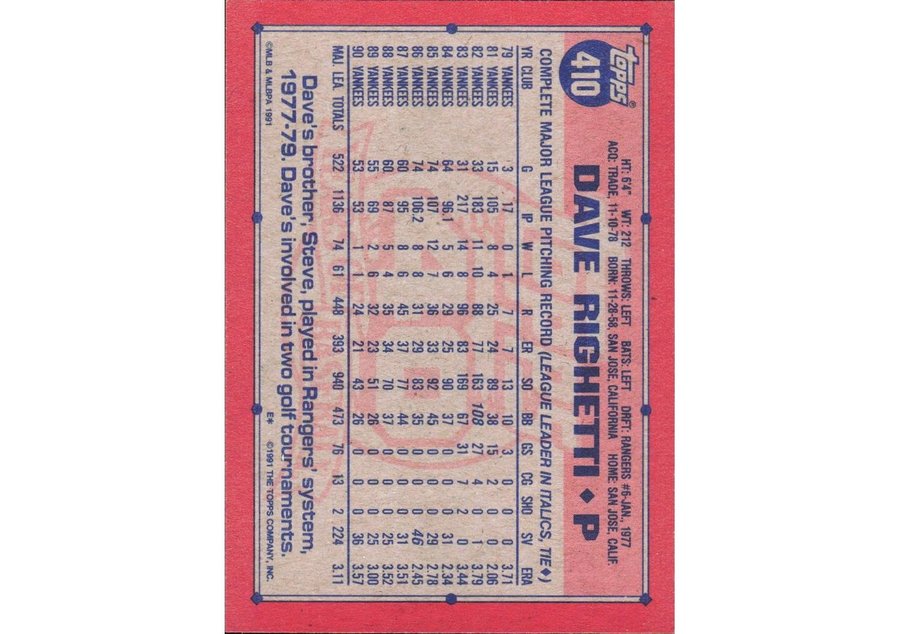 topps®
410
HT: 6'4" WT: 212 THROWS: LEFT BATS: LEFT DRFT: RANGERS #6-JAN., 1977
ACQ: TRADE, 11-10-78 BORN: 11-28-58, SAN JOSE, CALIFORNIA HOME: SAN JOSE, CALIF.
DAVE RIGHETTI ♦ P
COMPLETE MAJOR LEAGUE PITCHING RECORD (LEAGUE LEADER IN ITALICS, TIE♦)
YR CLUB G IP W L R ER SO BB GS CG SHO SV ERA
79 YANKEES 3 17 0 1 7 7 13 10 3 0 0 0 3.71
81 YANKEES 15 105 8 4 25 24 89 38 15 2 0 0 2.06
82 YANKEES 33 183 11 10 88 77 163 108 27 4 0 1 3.79
83 YANKEES 31 217 14 8 96 83 169 67 31 7 2 0 3.44
84 YANKEES 64 96.1 5 6 29 25 90 37 0 0 0 31 2.34
85 YANKEES 74 107 12 7 36 33 92 45 0 0 0 29 2.78
86 YANKEES 74 106.2 8 8 31 29 83 35 0 0 0 46 2.45
87 YANKEES 60 95 8 6 45 37 77 44 0 0 0 31 3.51
88 YANKEES 60 87 5 4 35 34 70 37 0 0 0 25 3.52
89 YANKEES 55 69 2 6 32 23 51 26 0 0 0 25 3.00
90 YANKEES 53 53 1 1 24 21 43 26 0 0 0 36 3.57
MAJ. LEA. TOTALS 522 1136 74 61 448 393 940 473 76 13 2 224 3.11
Dave's brother, Steve, played in Rangers' system,
1977-79. Dave's involved in two golf tournaments.
©MLB & MLBPA 1991 E* ©1991 THE TOPPS COMPANY, INC.